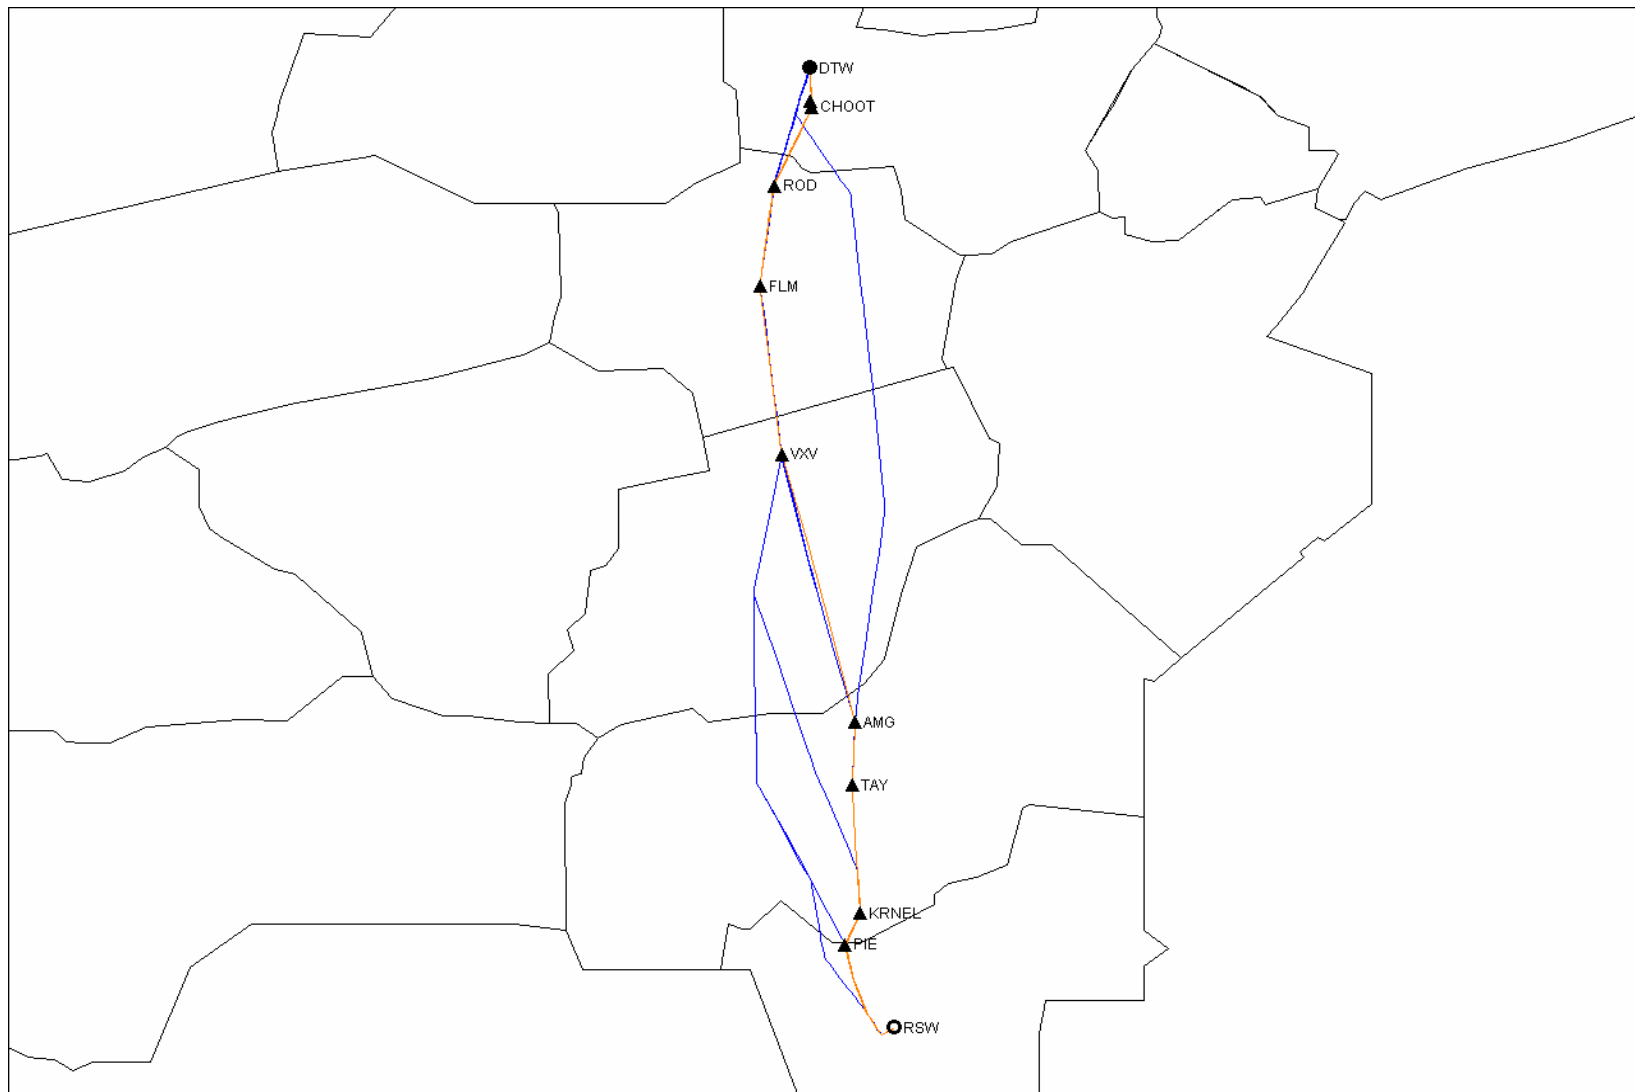 DTW
CHOOT
ROD
FLM
VXV
AMG
TAY
KRNEL
PIE
RSW